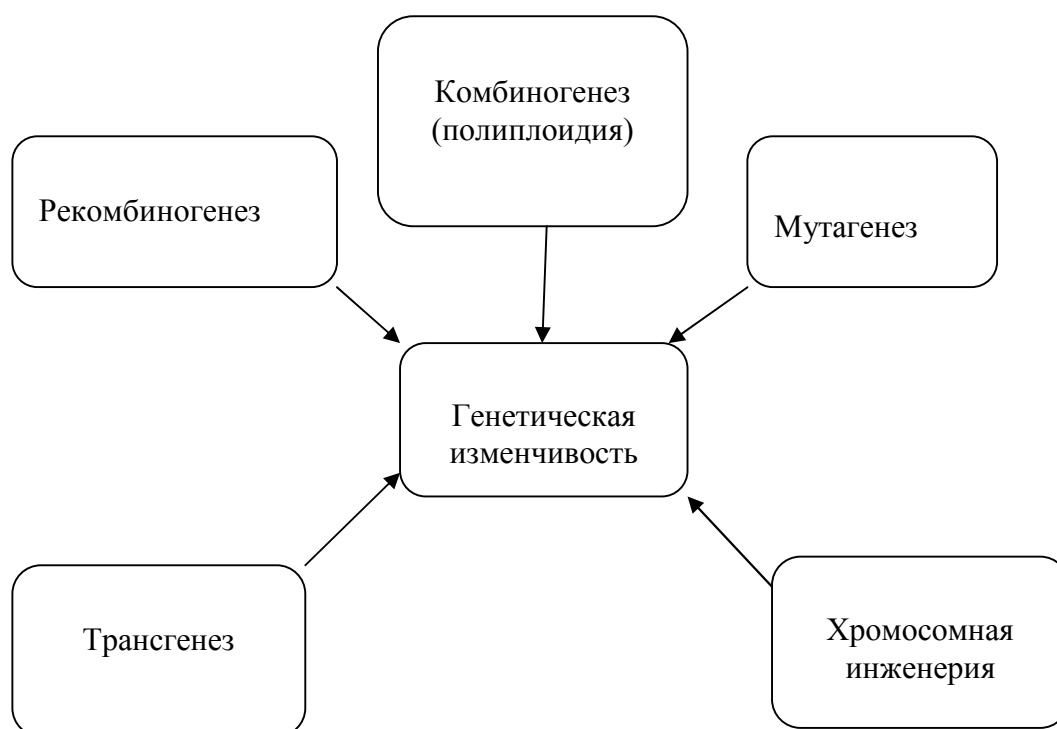 Комбиногенез
(полиплоидия)
Рекомбиногенез
Мутагенез
Генетическая
изменчивость
Трансгенез
Хромосомная
инженерия